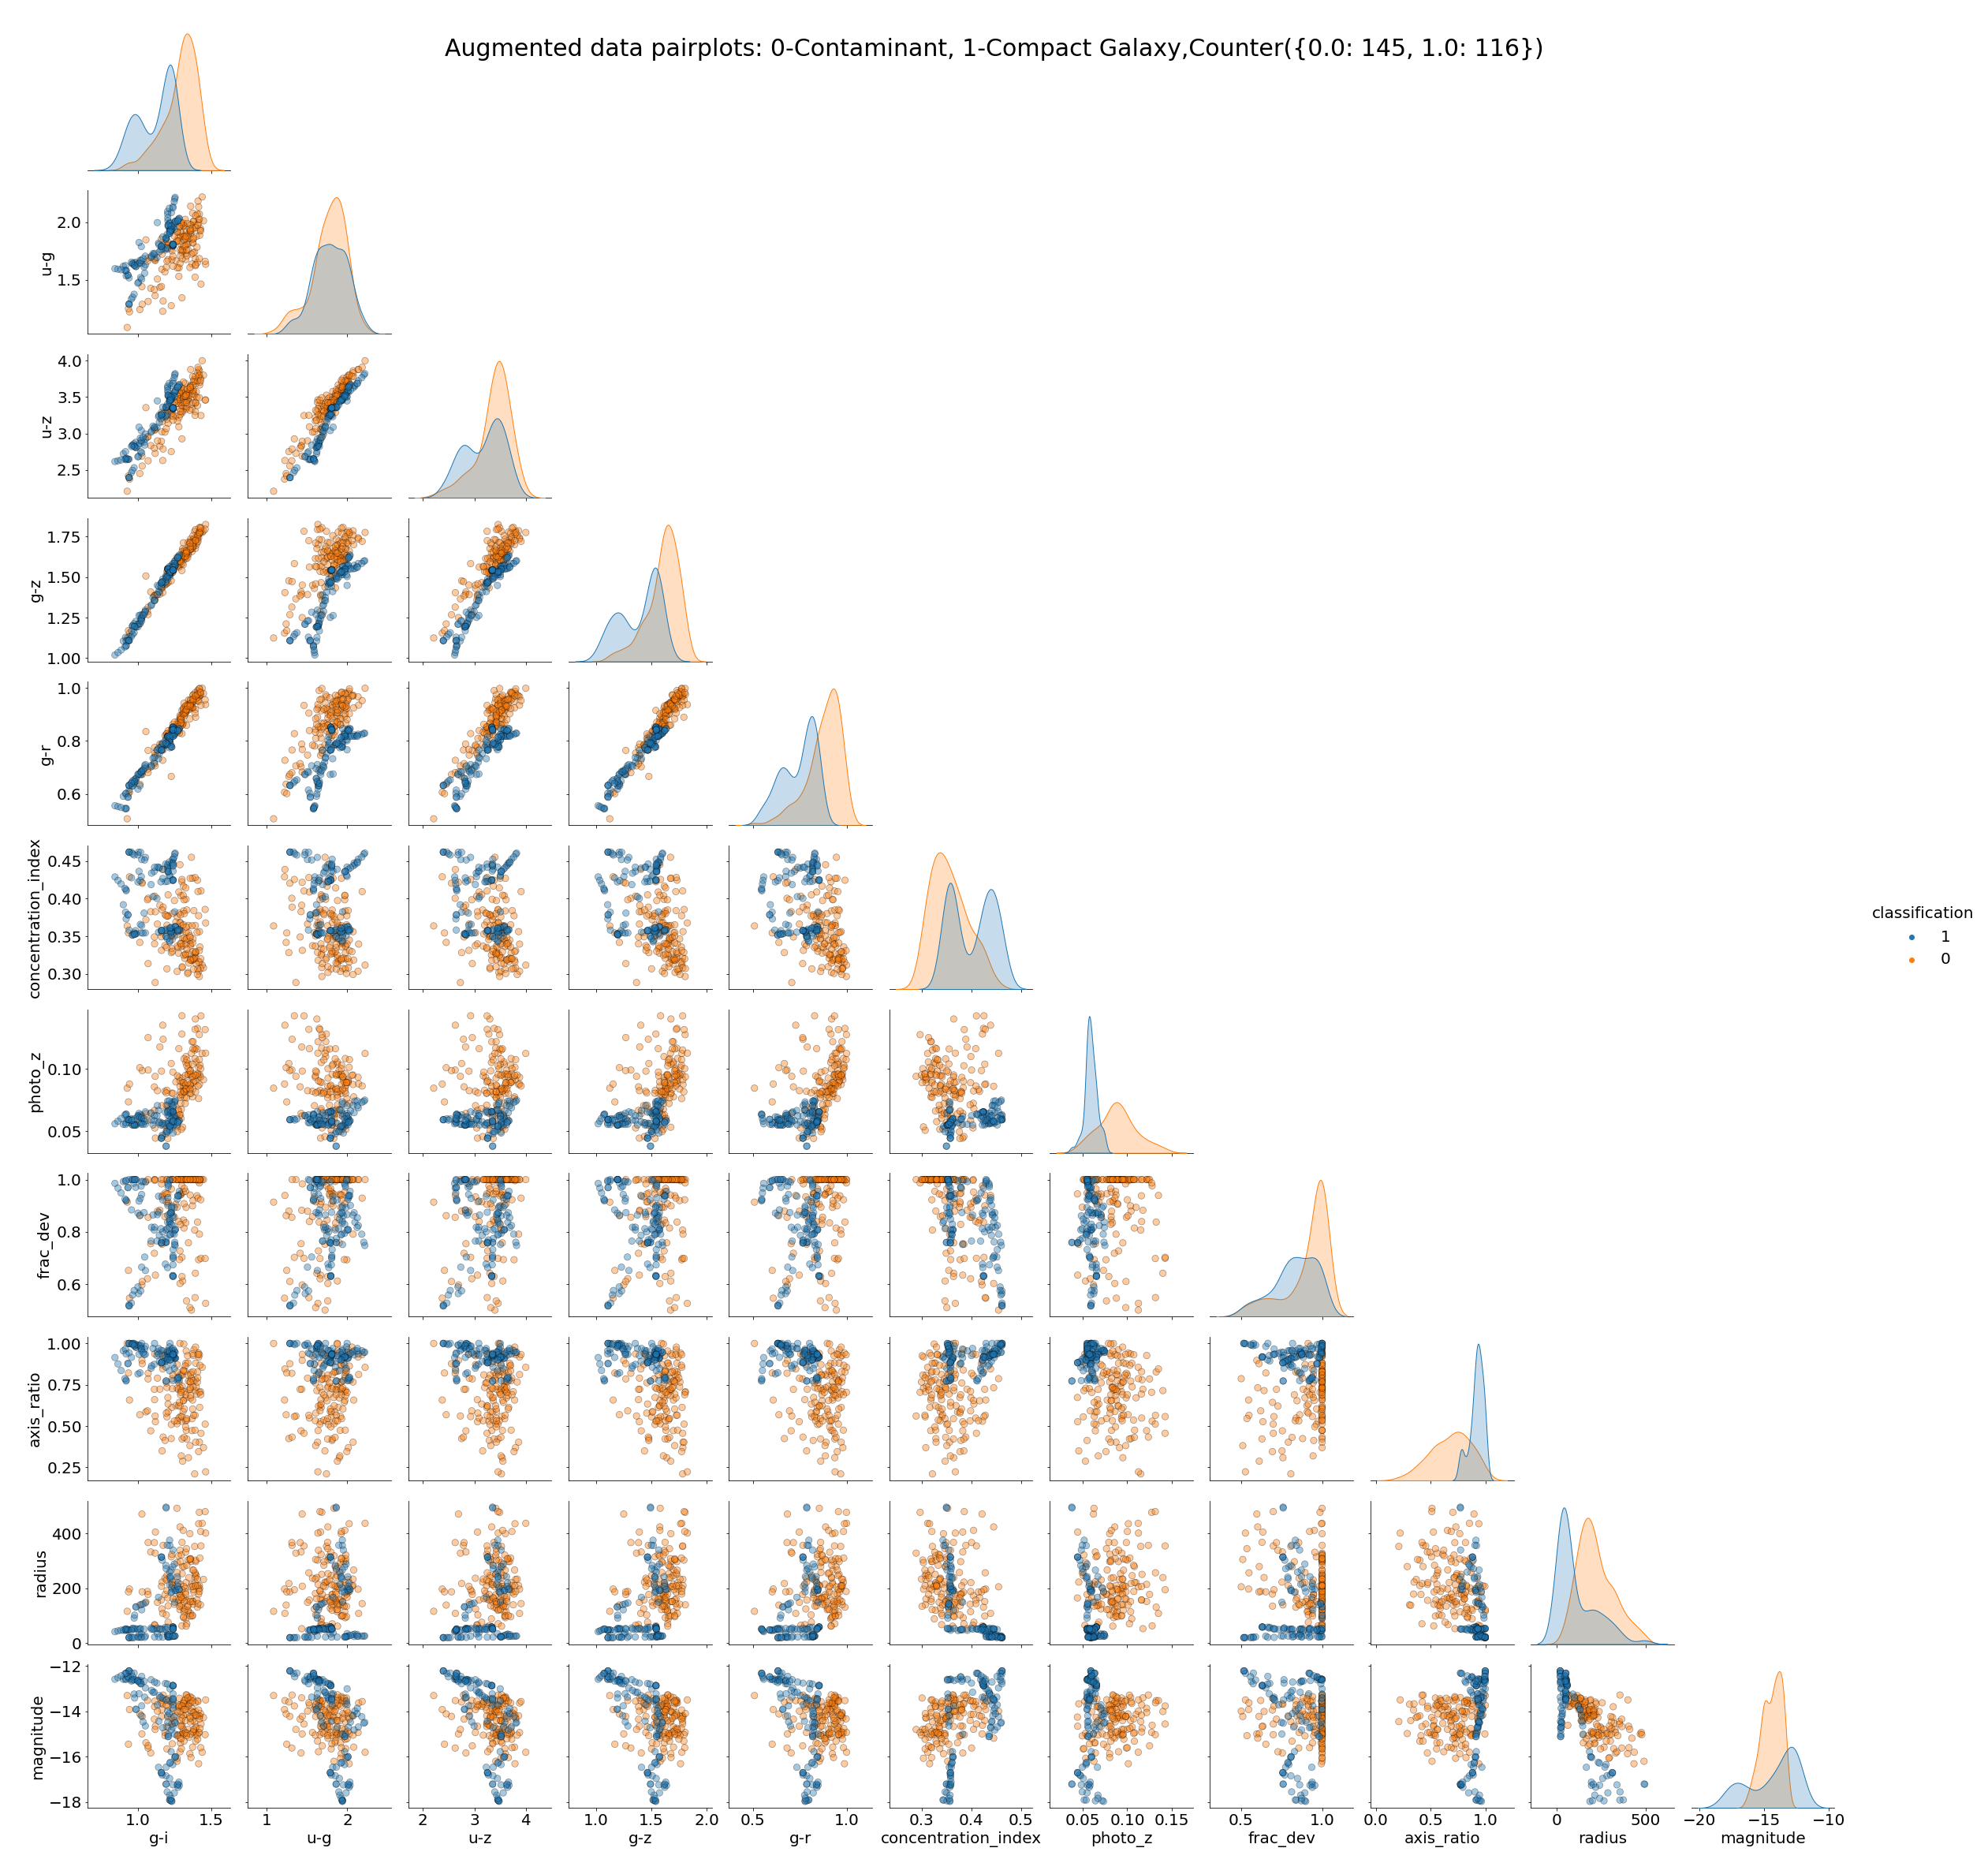 Augmented data pairplots: 0-Contaminant, 1-Compact Galaxy,Counter({0.0: 145, 1.0: 116})
2.0
1.5
u-g
4.0
3.5
3.0
2.5
u-z
1.75
1.50
1.25
1.00
g-z
1.0
0.8
0.6
g-r
0.45
0.40
0.35
0.30
concentration_index
classification
1
0
0.10
0.05
photo_z
1.0
0.8
0.6
frac_dev
1.00
0.75
0.50
0.25
axis_ratio
400
200
0
radius
−12
−14
−16
−18
magnitude
1.0 1.5 1 2 2 3 4 1.0 1.5 2.0 0.5 1.0 0.3 0.4 0.5 0.05 0.10 0.15 0.5 1.0 0.0 0.5 1.0 0 500 −20 −15 −10
g-i u-g u-z g-z g-r concentration_index photo_z frac_dev axis_ratio radius magnitude